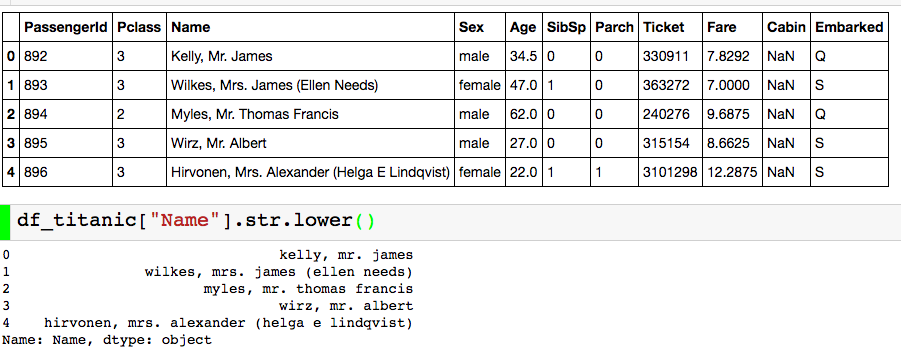 PassengerId Pclass Name Sex Age SibSp Parch Ticket Fare Cabin Embarked
0 892 3 Kelly, Mr. James male 34.5 0 0 330911 7.8292 NaN Q
1 893 3 Wilkes, Mrs. James (Ellen Needs) female 47.0 1 0 363272 7.0000 NaN S
2 894 2 Myles, Mr. Thomas Francis male 62.0 0 0 240276 9.6875 NaN Q
3 895 3 Wirz, Mr. Albert male 27.0 0 0 315154 8.6625 NaN S
4 896 3 Hirvonen, Mrs. Alexander (Helga E Lindqvist) female 22.0 1 1 3101298 12.2875 NaN S
df_titanic["Name"].str.lower()
0 kelly, mr. james
1 wilkes, mrs. james (ellen needs)
2 myles, mr. thomas francis
3 wirz, mr. albert
4 hirvonen, mrs. alexander (helga e lindqvist)
Name: Name, dtype: object